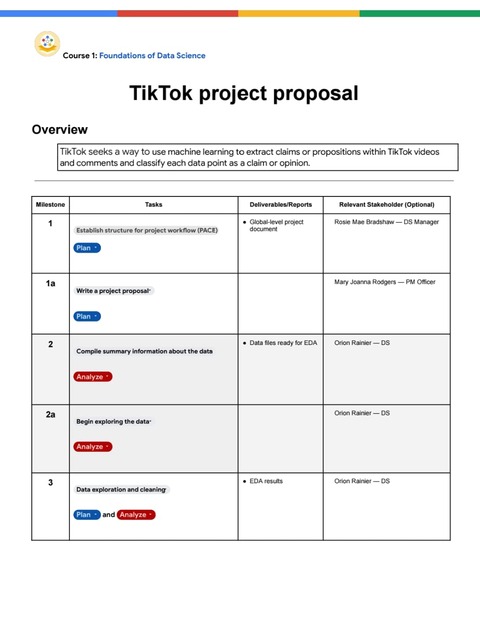 Course 1: Foundations of Data Science
TikTok project proposal
Overview
TikTok seeks a way to use machine learning to extract claims or propositions within TikTok videos
and comments and classify each data point as a claim or opinion.
Milestone Tasks Deliverables/Reports Relevant Stakeholder (Optional)
1
Establish structure for project workflow (PACE)
Plan
● Global-level project
document
Rosie Mae Bradshaw — DS Manager
1a
Write a project proposal
Plan
Mary Joanna Rodgers — PM Officer
2
Compile summary information about the data
Analyze
● Data files ready for EDA
Orion Rainier — DS
2a
Begin exploring the data
Analyze
Orion Rainier — DS
3
Data exploration and cleaning
Plan and Analyze
● EDA results
Orion Rainier — DS